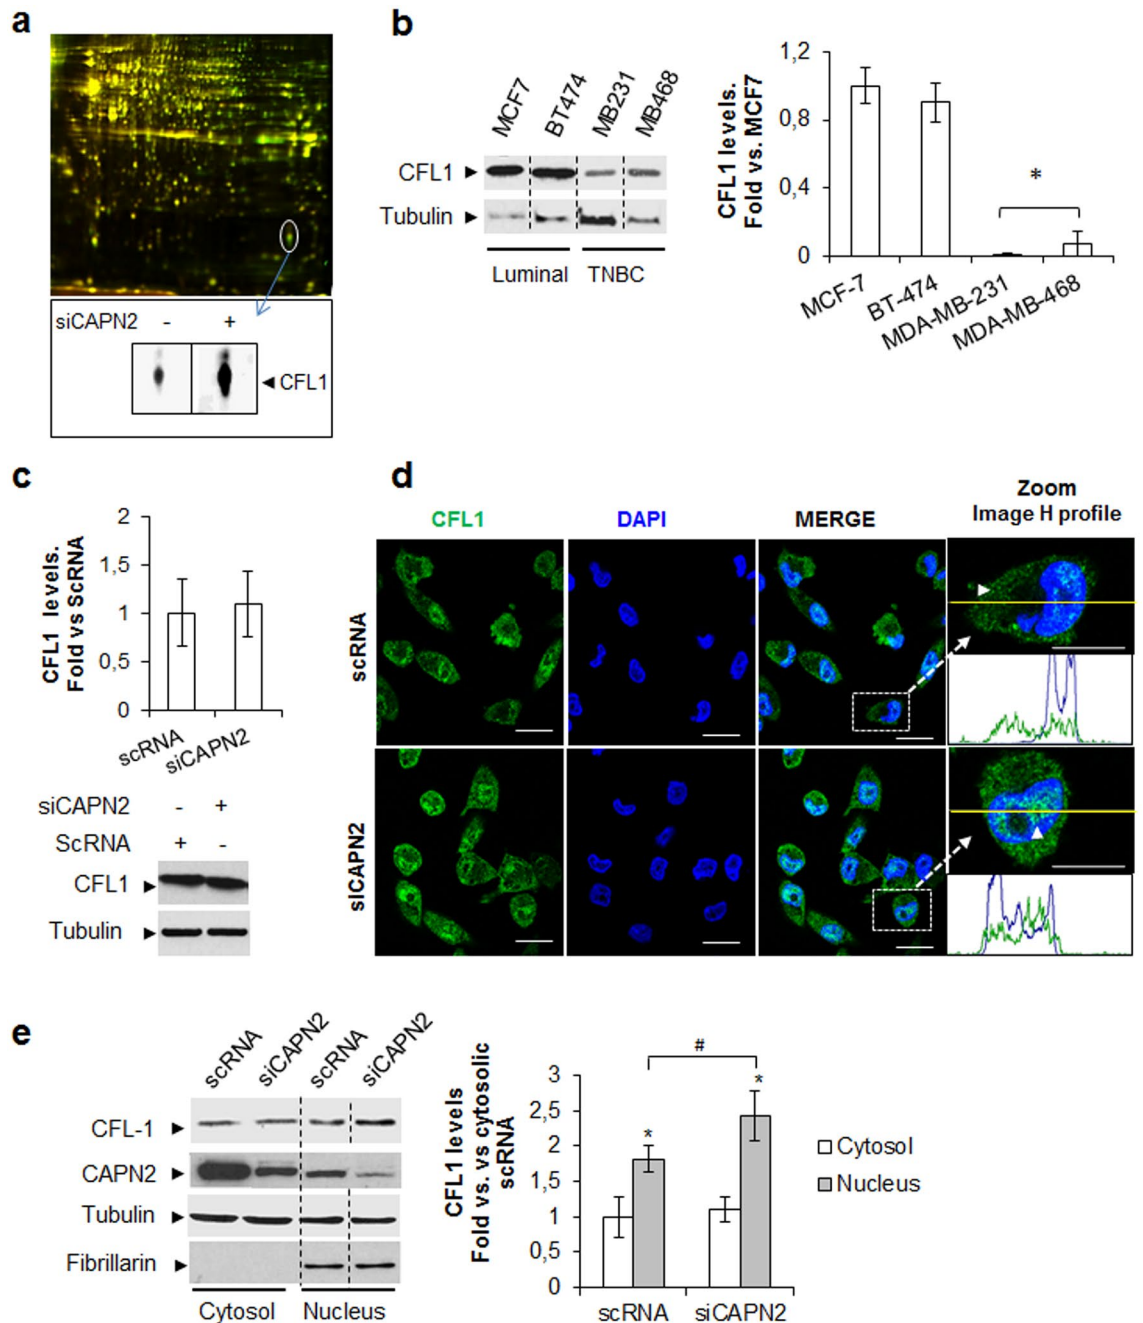 a
siCAPN2 - +
CFL1
b
MCF7 BT474 MB231 MB468
CFL1
Tubulin
Luminal TNBC
CFL1 levels.
Fold vs. MCF7
1,2
0,8
0,4
0
*
MCF-7 BT-474 MDA-MB-231 MDA-MB-468
c
CFL1 levels.
Fold vs ScRNA
2
1,5
1
0,5
0
scRNA siCAPN2
siCAPN2 - +
ScRNA + -
CFL1
Tubulin
d
CFL1 DAPI MERGE Zoom
Image H profile
scRNA
siCAPN2
e
scRNA siCAPN2 scRNA siCAPN2
CFL-1
CAPN2
Tubulin
Fibrillarin
Cytosol Nucleus
CFL1 levels
Fold vs. vs cytosolic
scRNA
3
2,5
2
1,5
1
0,5
0
#
* *
scRNA siCAPN2
Cytosol
Nucleus